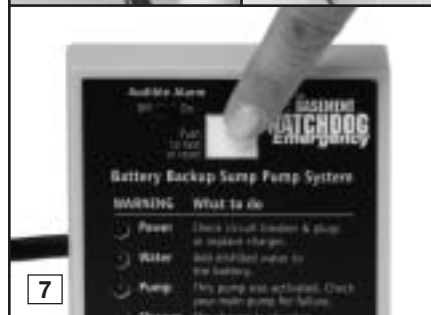 Audible Alarm
Off On
Push
to test
or reset
BASEMENT
WATCHDOG
Emergency
Battery Backup Sump Pump System
WARNING What to do
Power Check circuit breaker & plugs
or replace charger.
Water Add distilled water to
the battery.
Pump This pump was activated. Check
your main pump for failure.
7